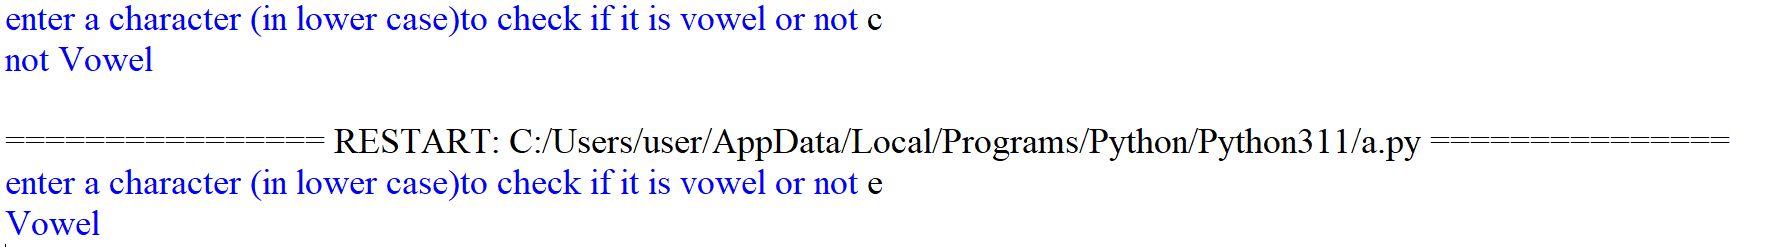 enter a character (in lower case)to check if it is vowel or not c
not Vowel
================ RESTART: C:/Users/user/AppData/Local/Programs/Python/Python311/a.py ===============
enter a character (in lower case)to check if it is vowel or not e
Vowel